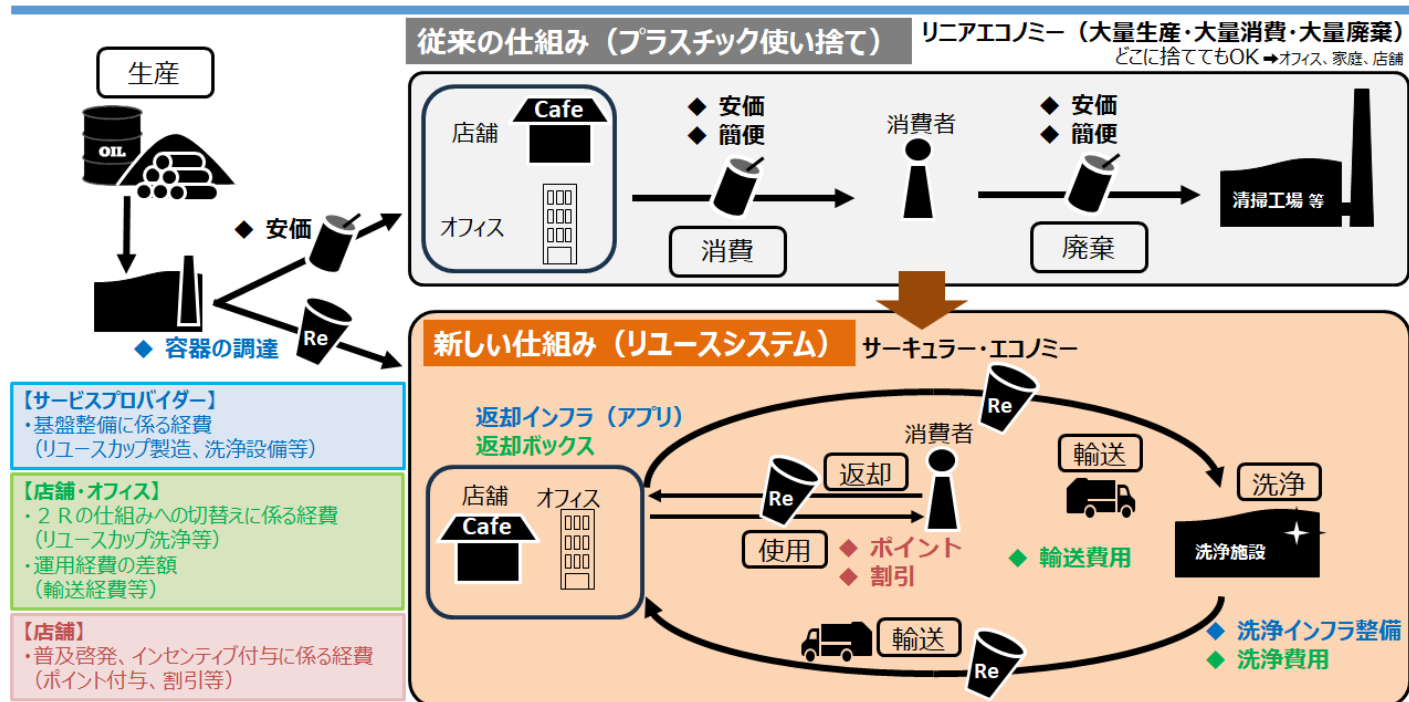 従来の仕組み（プラスチック使い捨て）
リニアエコノミー（大量生産・大量消費・大量廃棄）
どこに捨ててもOK ➡オフィス、家庭、店舗
生産
OIL
◆ 安価
◆ 容器の調達
Re
店舗
Cafe
オフィス
◆ 安価
◆ 簡便
消費
消費者
◆ 安価
◆ 簡便
廃棄
清掃工場 等
新しい仕組み（リユースシステム）
サーキュラー・エコノミー
【サービスプロバイダー】
・基盤整備に係る経費
（リユースカップ製造、洗浄設備等）
【店舗・オフィス】
・２Ｒの仕組みへの切替えに係る経費
（リユースカップ洗浄等）
・運用経費の差額
（輸送経費等）
【店舗】
・普及啓発、インセンティブ付与に係る経費
（ポイント付与、割引等）
返却インフラ（アプリ）
返却ボックス
店舗
オフィス
Cafe
Re
消費者
返却
Re
使用
◆ ポイント
◆ 割引
輸送
◆ 輸送費用
洗浄
洗浄施設
◆ 洗浄インフラ整備
◆ 洗浄費用
輸送
Re